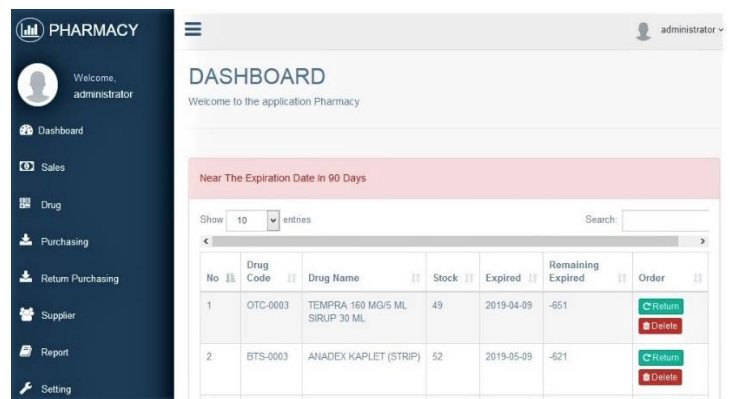 PHARMACY
administrator
Welcome,
administrator
Dashboard
Sales
Drug
Purchasing
Return Purchasing
Supplier
Report
Setting
DASHBOARD
Welcome to the application Pharmacy
Near The Expiration Date In 90 Days
Show 10 entries Search:
No Drug Code Drug Name Stock Expired Remaining Expired Order
1 OTC-0003 TEMPRA 160 MG/5 ML 49 2019-04-09 -651 Return
SIRUP 30 ML Delete
2 BTS-0003 ANADEX KAPLET (STRIP) 52 2019-05-09 -621 Return
Delete